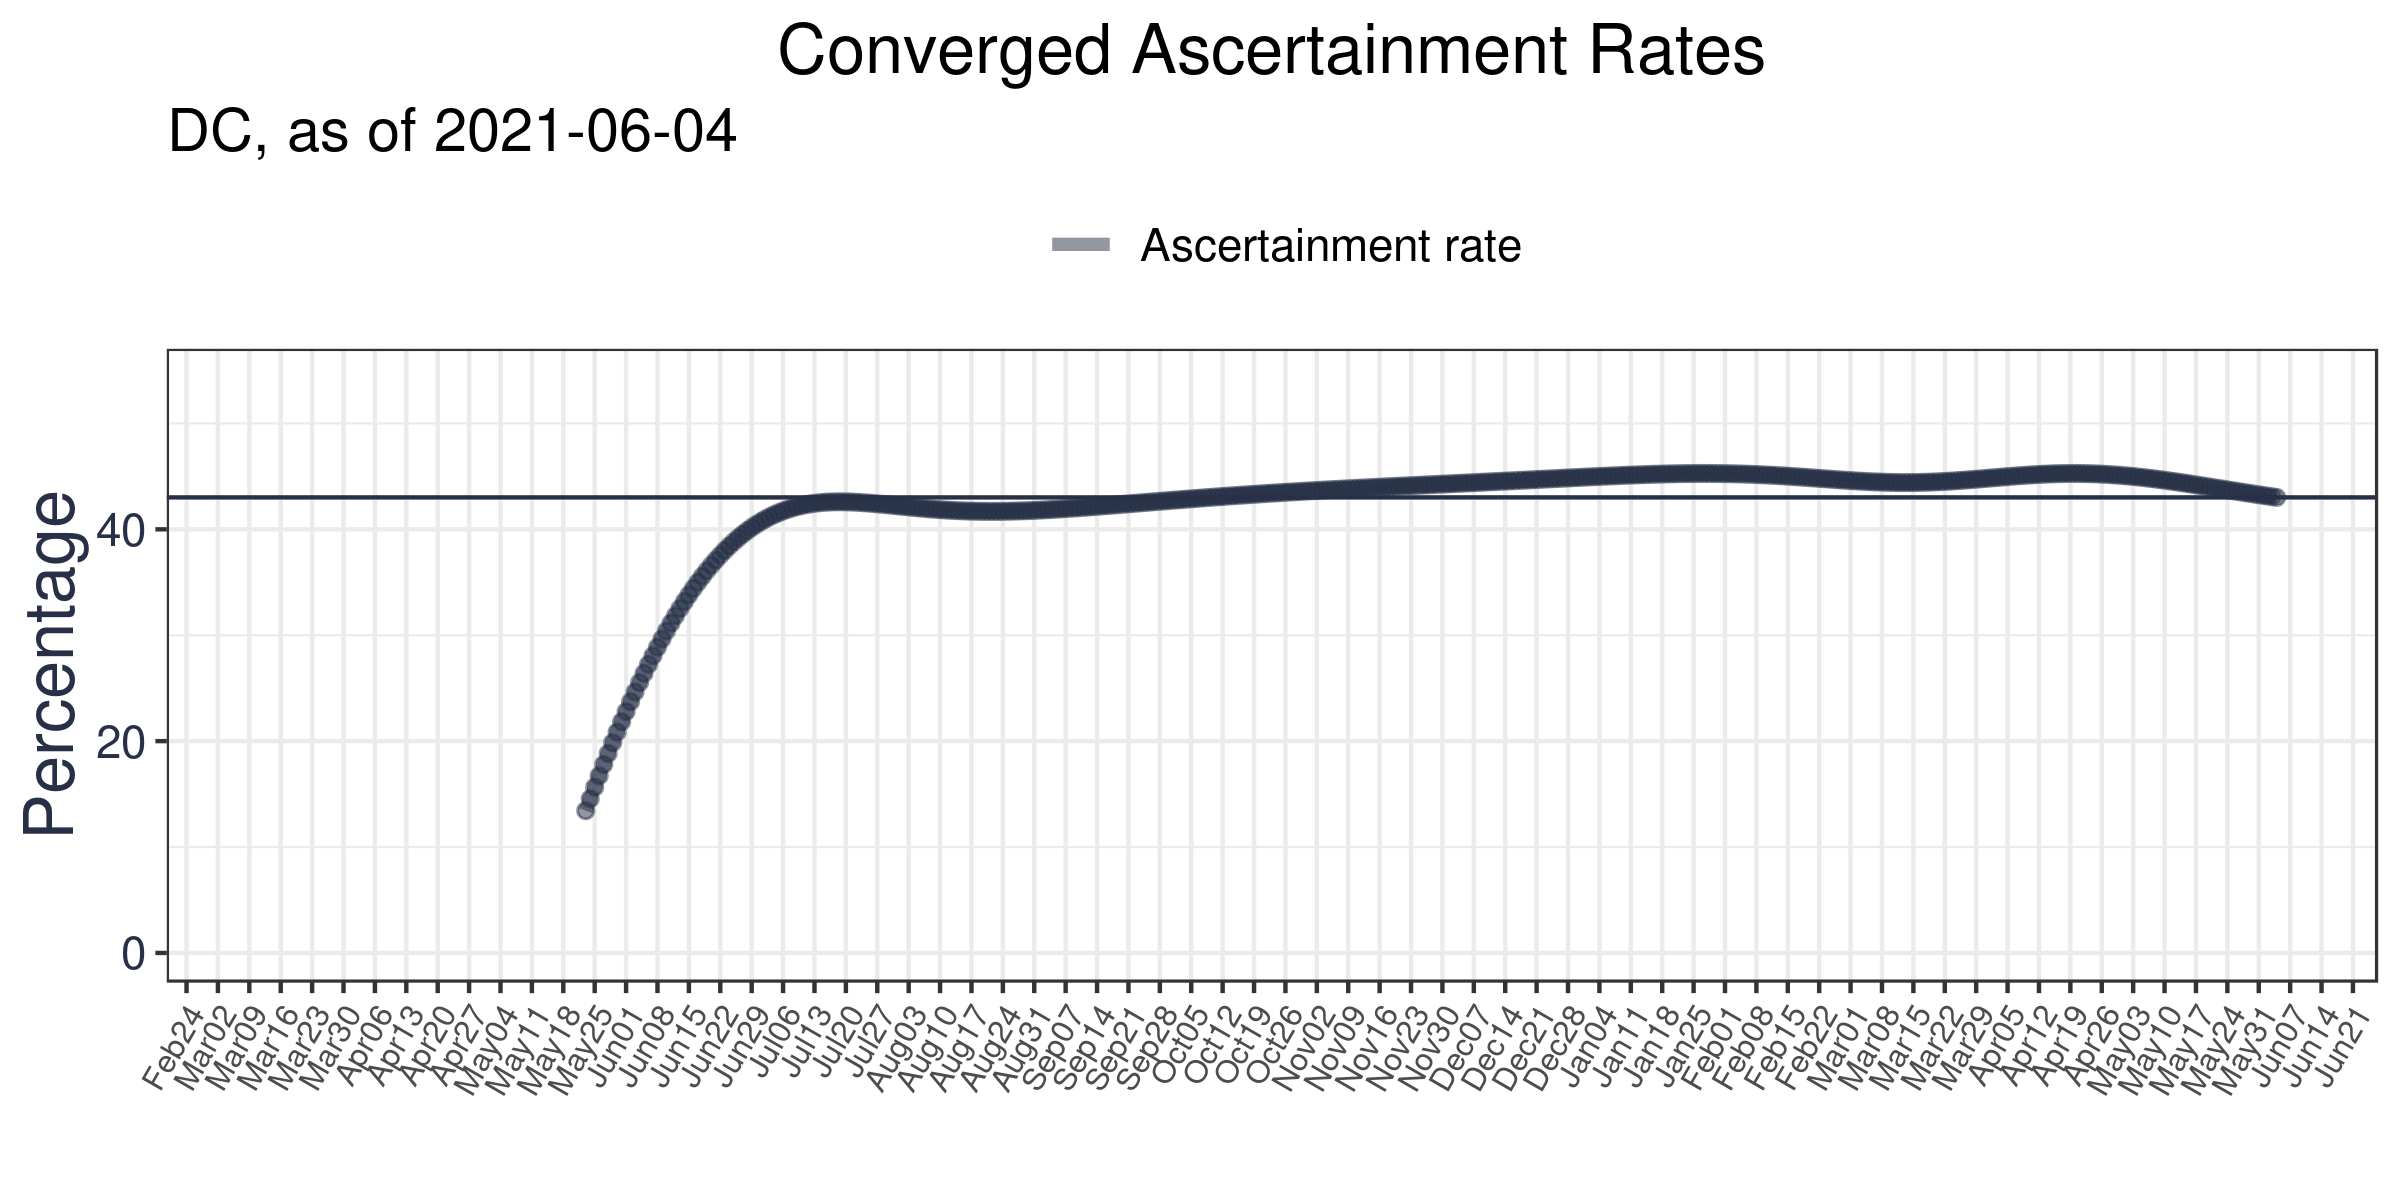 Converged Ascertainment Rates
DC, as of 2021-06-04
Ascertainment rate
Percentage
40
20
0
Feb24
Mar02
Mar09
Mar16
Mar23
Mar30
Apr06
Apr13
Apr20
Apr27
May04
May11
May18
May25
Jun01
Jun08
Jun15
Jun22
Jun29
Jul06
Jul13
Jul20
Jul27
Aug03
Aug10
Aug17
Aug24
Aug31
Sep07
Sep14
Sep21
Sep28
Oct05
Oct12
Oct19
Oct26
Nov02
Nov09
Nov16
Nov23
Nov30
Dec07
Dec14
Dec21
Dec28
Jan04
Jan11
Jan18
Jan25
Feb01
Feb08
Feb15
Feb22
Mar01
Mar08
Mar15
Mar22
Mar29
Apr05
Apr12
Apr19
Apr26
May03
May10
May17
May24
May31
Jun07
Jun14
Jun21